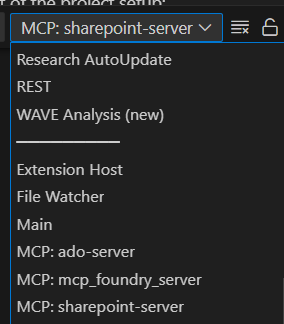 of the project setup:
MCP: sharepoint-server
Research AutoUpdate
REST
WAVE Analysis (new)
Extension Host
File Watcher
Main
MCP: ado-server
MCP: mcp_foundry_server
MCP: sharepoint-server